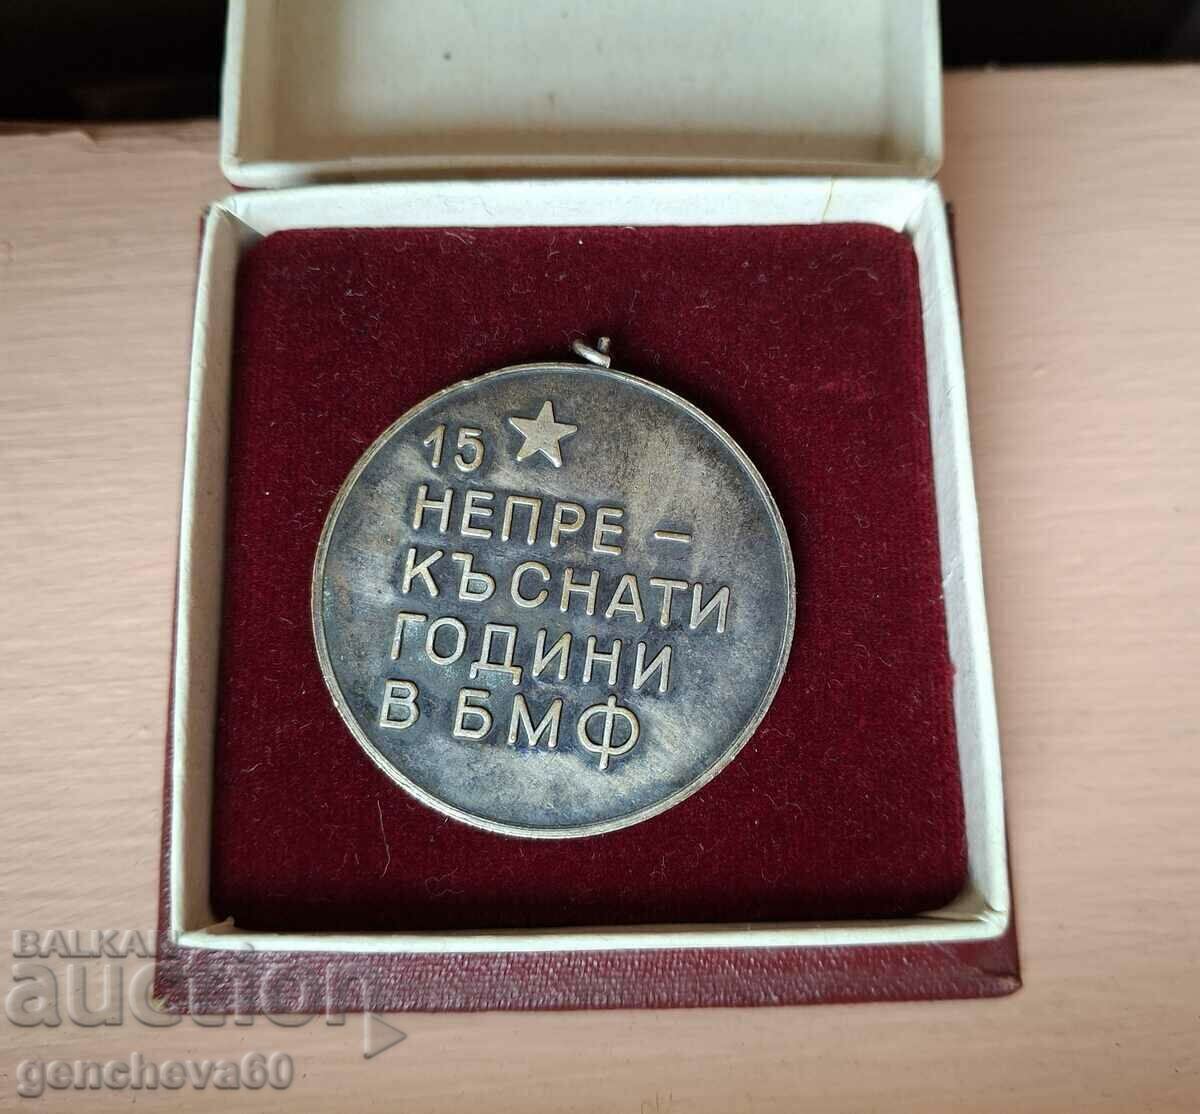 15
НЕПРЕ -
КЪСНАТИ
ГОДИНИ
В БМФ
BALKAN
auction
gencheva60